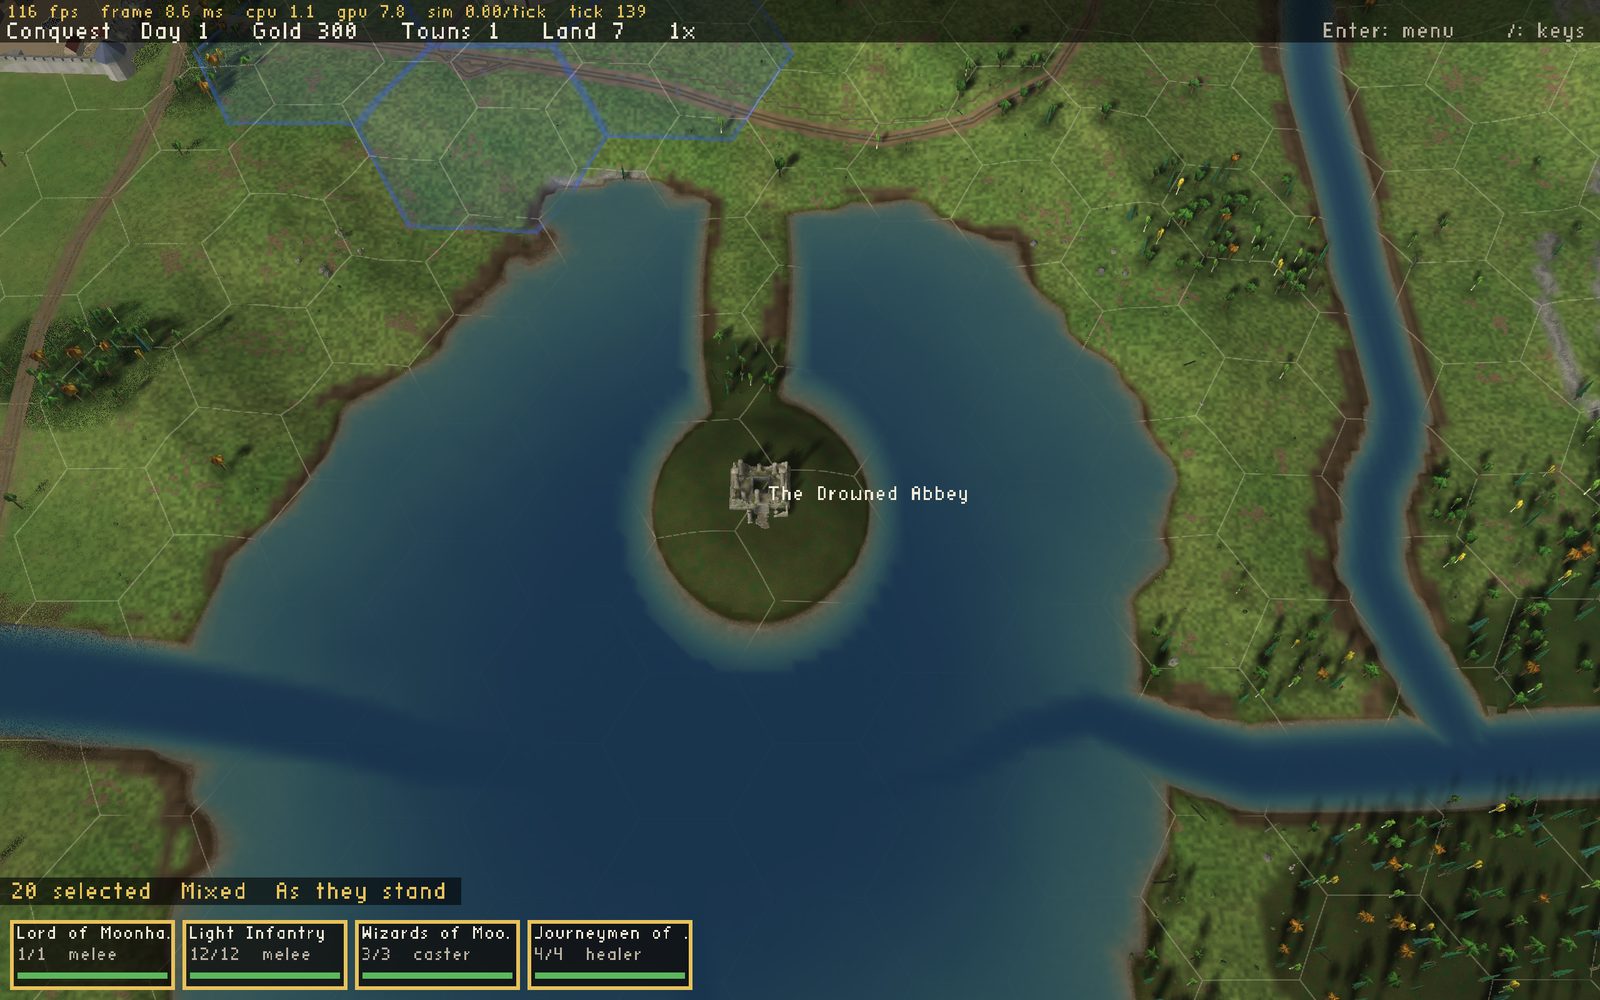 116 fps frame 8.6 ms cpu 1.1 gpu 7.8 sim 0.00/tick tick 139
Conquest Day 1 Gold 300 Towns 1 Land 7 1x Enter: menu /: keys
The Drowned Abbey
20 selected Mixed As they stand
Lord of Moonha. Light Infantry Wizards of Moo. Journeymen of .
1/1 melee 12/12 melee 3/3 caster 4/4 healer